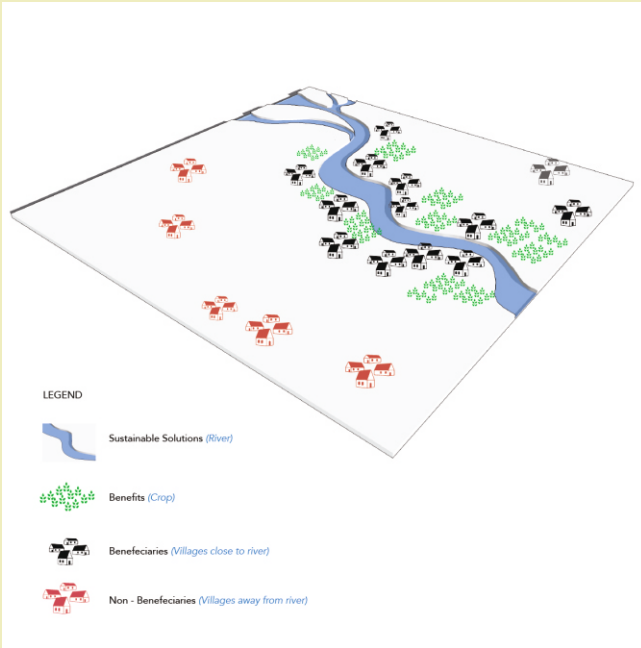 LEGEND
Sustainable Solutions (River)
Benefits (Crop)
Benefeciaries (Villages close to river)
Non - Benefeciaries (Villages away from river)